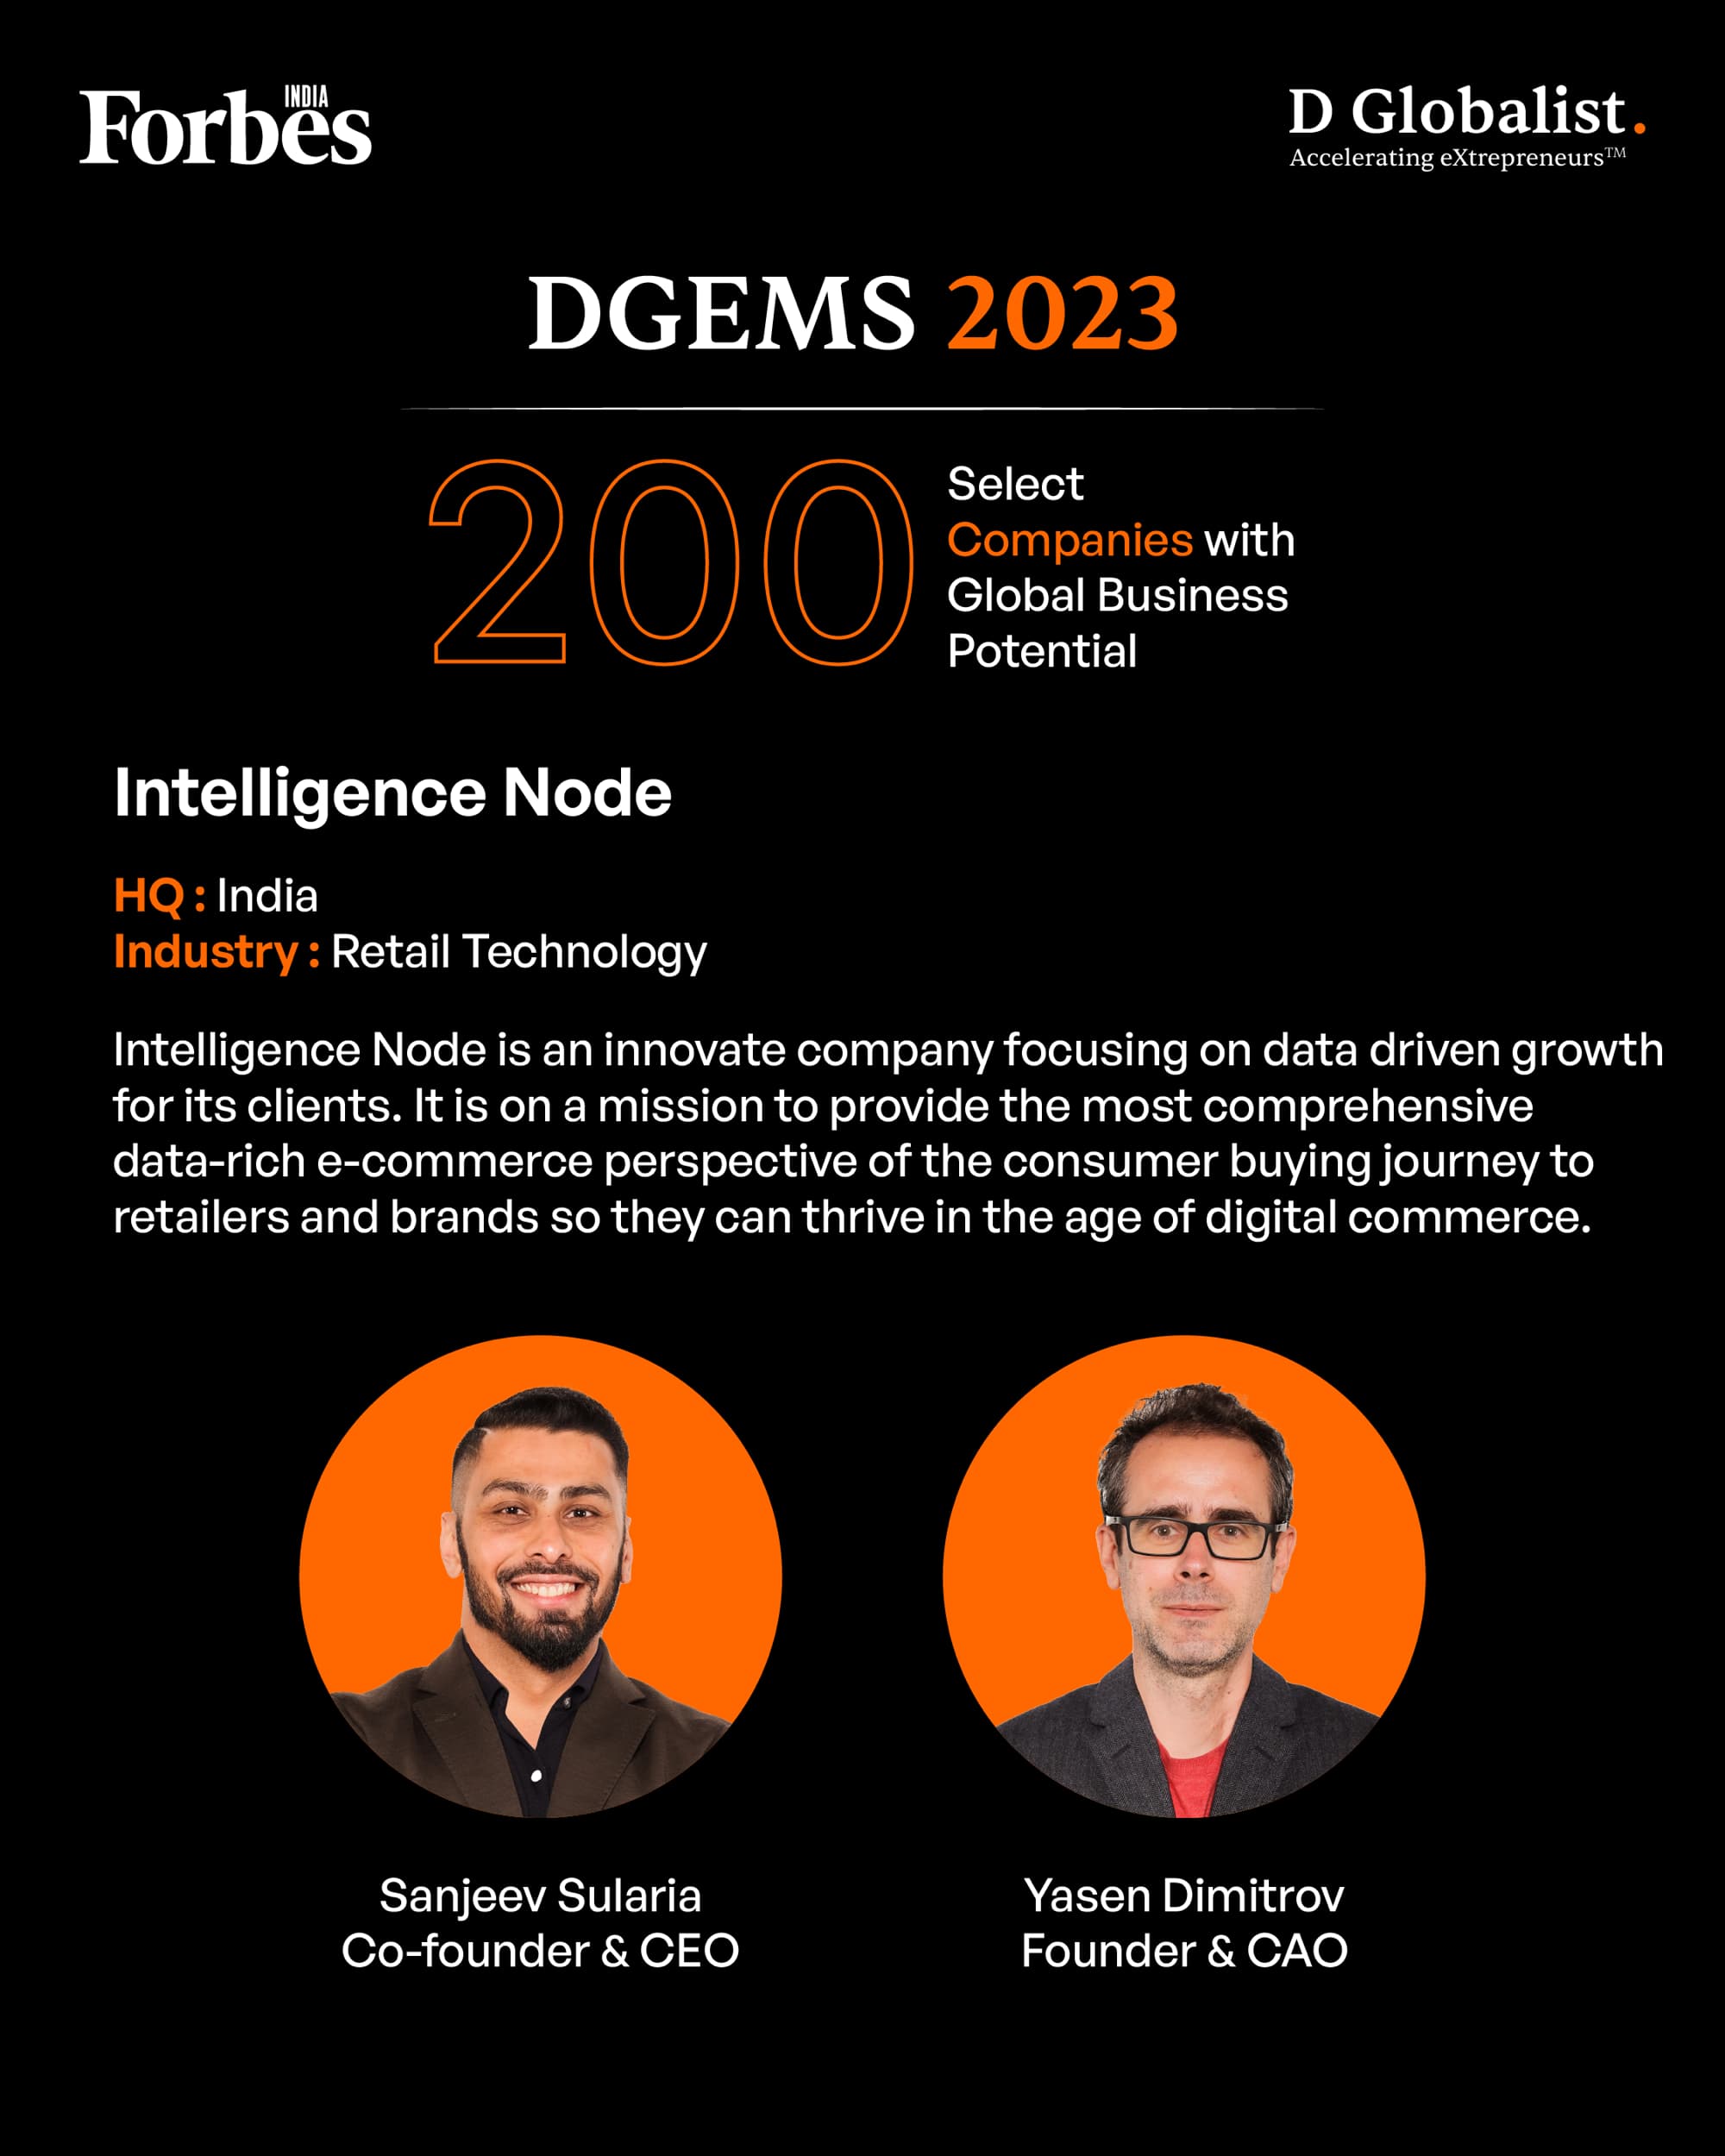 Forbes INDIA
D Globalist.
Accelerating eXtrepreneurs™
DGEMS 2023
200
Select
Companies with
Global Business
Potential
Intelligence Node
HQ : India
Industry : Retail Technology
Intelligence Node is an innovate company focusing on data driven growth
for its clients. It is on a mission to provide the most comprehensive
data-rich e-commerce perspective of the consumer buying journey to
retailers and brands so they can thrive in the age of digital commerce.
Sanjeev Sularia
Co-founder & CEO
Yasen Dimitrov
Founder & CAO